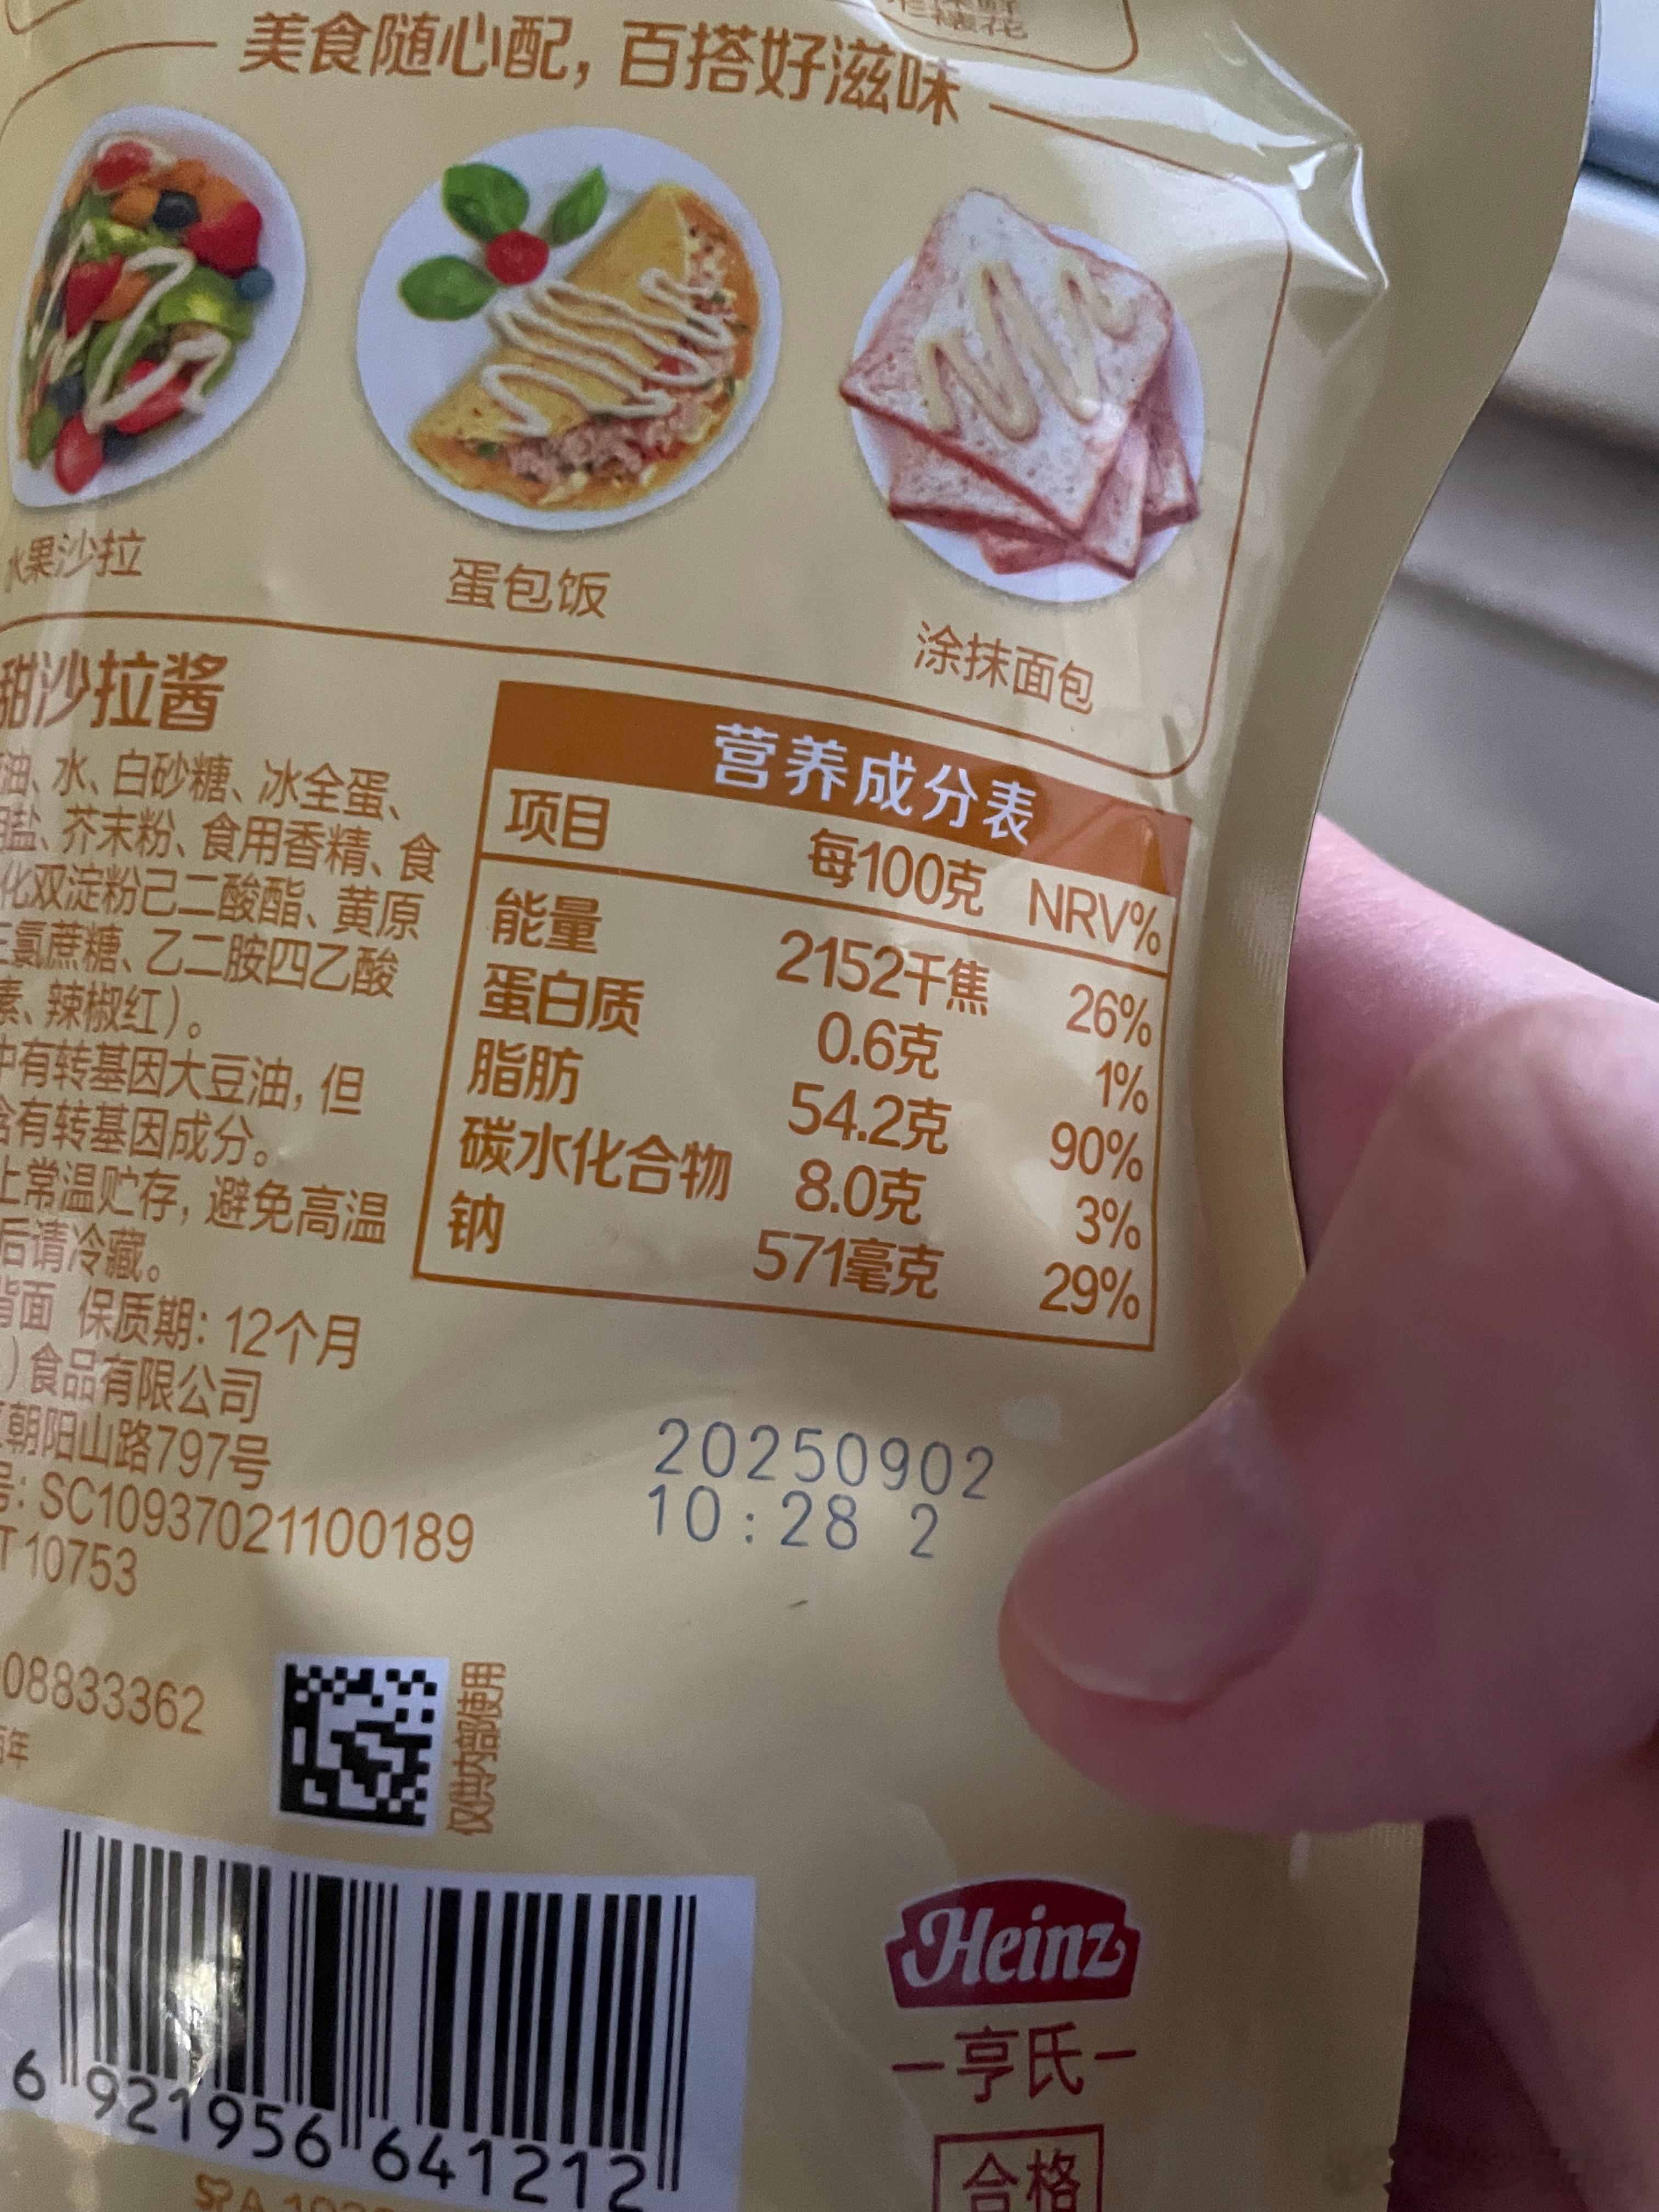 美食随心配，百搭好滋味
水果沙拉
蛋包饭
涂抹面包
甜沙拉酱
油、水、白砂糖、冰全蛋、
盐、芥末粉、食用香精、食
化双淀粉己二酸酯、黄原
三氯蔗糖、乙二胺四乙酸
素、辣椒红）。
中有转基因大豆油，但
含有转基因成分。
上常温贮存，避免高温
后请冷藏。
背面 保质期：12个月
）食品有限公司
朝阳山路797号
号：SC10937021100189
T 10753
08833362
百年
仅供内部使用
营养成分表
项目 每100克 NRV%
能量 2152千焦 26%
蛋白质 0.6克 1%
脂肪 54.2克 90%
碳水化合物 8.0克 3%
钠 571毫克 29%
20250902
10:28 2
6 921956 641212
Heinz
亨氏
合格